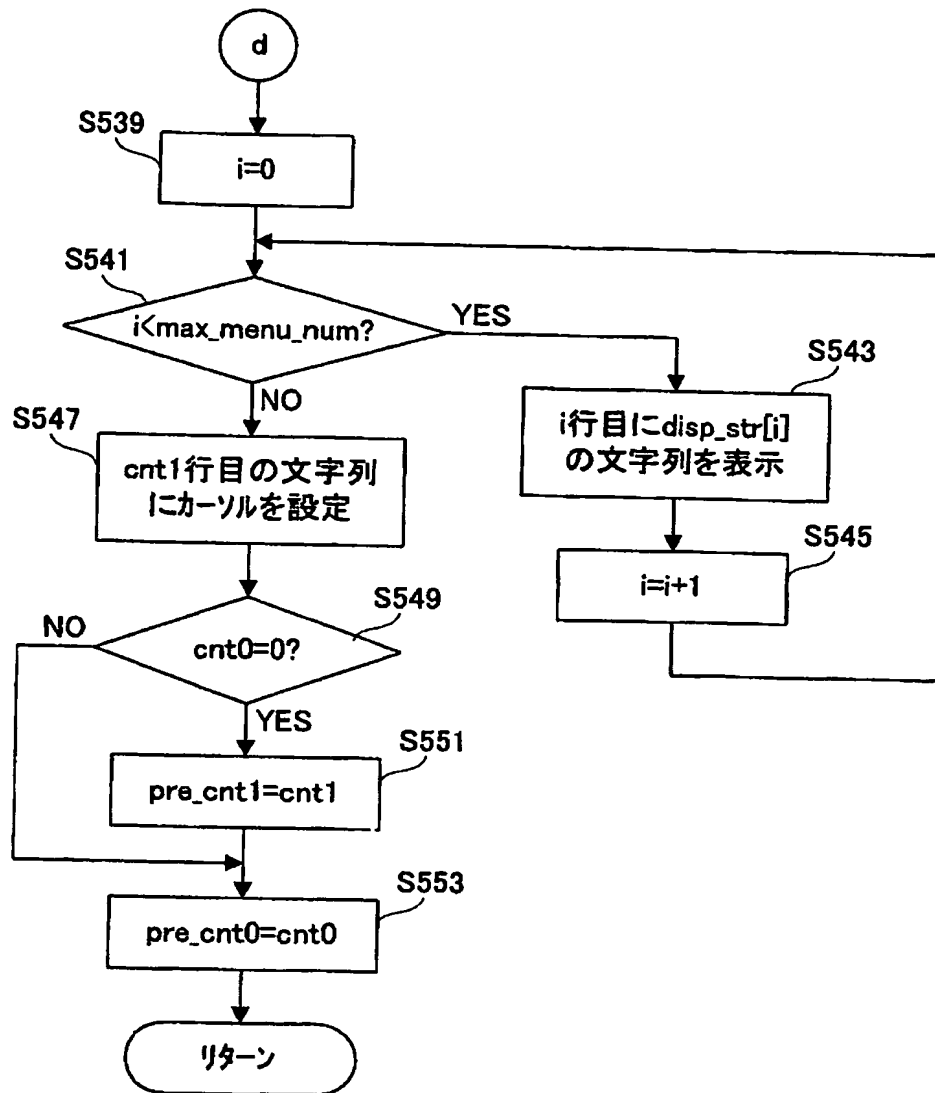 d
S539
i=0
S541
i<max_menu_num?
YES
NO
S543
i行目にdisp_str[i]
の文字列を表示
S545
i=i+1
S547
cnt1行目の文字列
にカーソルを設定
S549
cnt0=0?
NO
YES
S551
pre_cnt1=cnt1
S553
pre_cnt0=cnt0
リターン